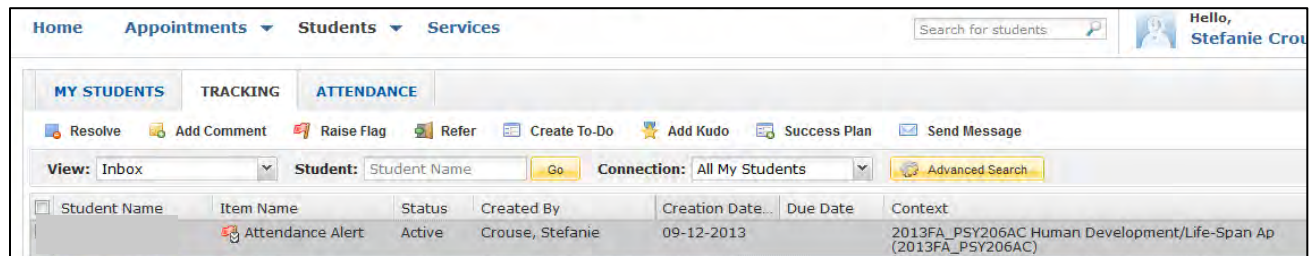 Home Appointments Students Services Search for students Hello,
Stefanie Crou
MY STUDENTS TRACKING ATTENDANCE
Resolve Add Comment Raise Flag Refer Create To-Do Add Kudo Success Plan Send Message
View: Inbox Student: Student Name Go Connection: All My Students Advanced Search
Student Name Item Name Status Created By Creation Date... Due Date Context
Attendance Alert Active Crouse, Stefanie 09-12-2013 2013FA_PSY206AC Human Development/Life-Span Ap
(2013FA_PSY206AC)